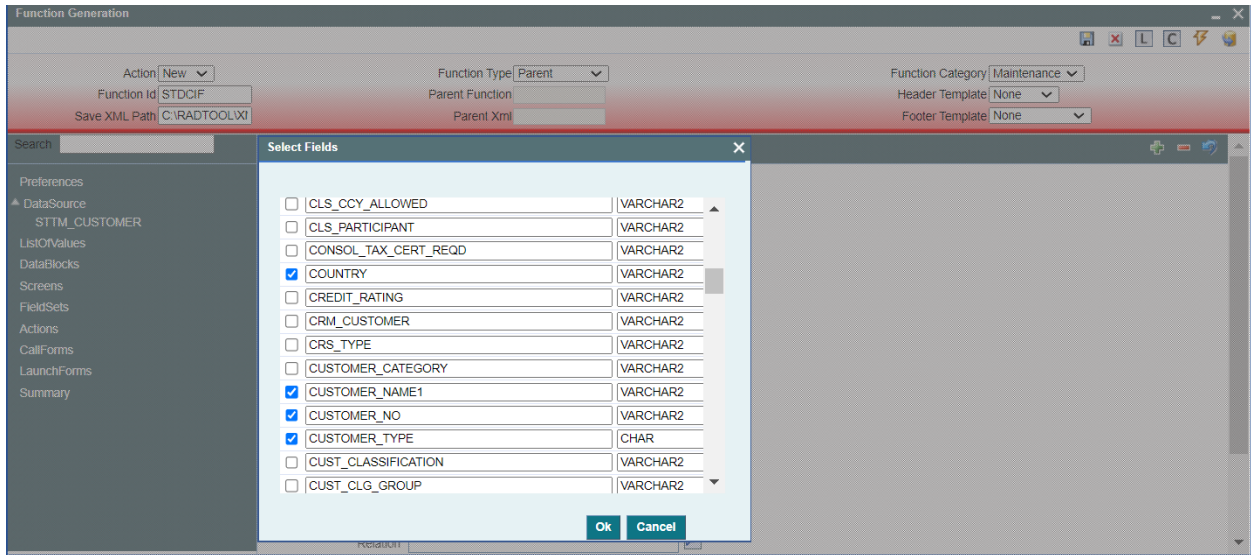 Function Generation
L C
Action New Function Type Parent Function Category Maintenance
Function Id STDCIF Parent Function Header Template None
Save XML Path C:\RADTOOL\XM Parent Xml Footer Template None
Search
Select Fields
Preferences
DataSource
STTM_CUSTOMER
ListOfValues
DataBlocks
Screens
FieldSets
Actions
CallForms
LaunchForms
Summary
CLS_CCY_ALLOWED VARCHAR2
CLS_PARTICIPANT VARCHAR2
CONSOL_TAX_CERT_REQD VARCHAR2
COUNTRY VARCHAR2
CREDIT_RATING VARCHAR2
CRM_CUSTOMER VARCHAR2
CRS_TYPE VARCHAR2
CUSTOMER_CATEGORY VARCHAR2
CUSTOMER_NAME1 VARCHAR2
CUSTOMER_NO VARCHAR2
CUSTOMER_TYPE CHAR
CUST_CLASSIFICATION VARCHAR2
CUST_CLG_GROUP VARCHAR2
Ok Cancel
Relation